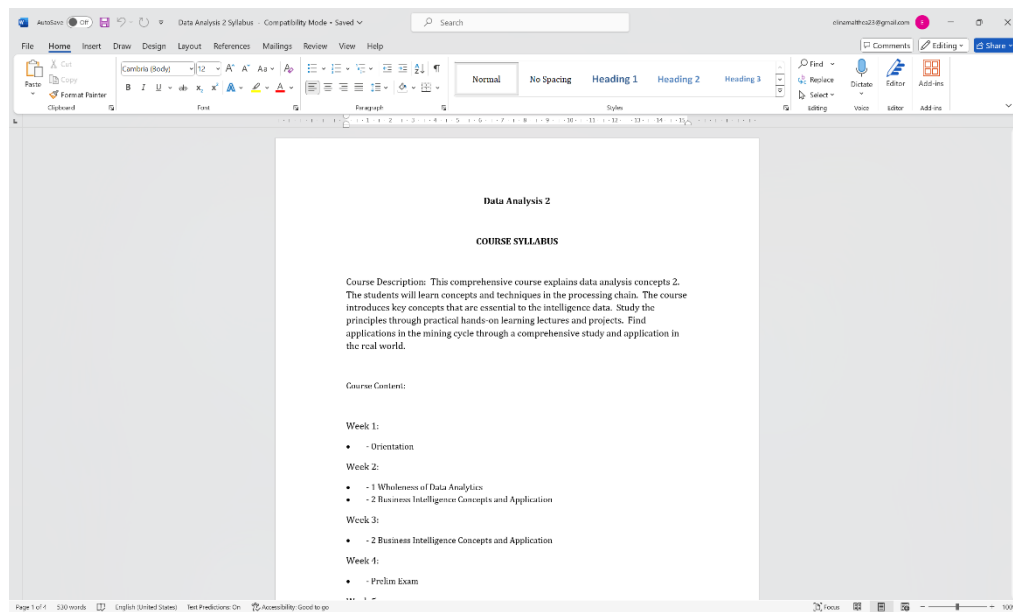 AutoSave Off Data Analysis 2 Syllabus - Compatibility Mode • Saved Search elinamalthea23@gmail.com
File Home Insert Draw Design Layout References Mailings Review View Help Comments Editing Share
Cut
Copy
Format Painter
Paste
Cambria (Body) 12
Normal No Spacing Heading 1 Heading 2 Heading 3
Find
Replace
Select
Dictate Editor Add-ins
Clipboard Font Paragraph Styles Editing Voice Editor Add-ins
Data Analysis 2
COURSE SYLLABUS
Course Description: This comprehensive course explains data analysis concepts 2.
The students will learn concepts and techniques in the processing chain. The course
introduces key concepts that are essential to the intelligence data. Study the
principles through practical hands-on learning lectures and projects. Find
applications in the mining cycle through a comprehensive study and application in
the real world.
Course Content:
Week 1:
• - Orientation
Week 2:
• - 1 Wholeness of Data Analytics
• - 2 Business Intelligence Concepts and Application
Week 3:
• - 2 Business Intelligence Concepts and Application
Week 4:
• - Prelim Exam
Page 1 of 4 530 words English (United States) Text Predictions: On Accessibility: Good to go Focus